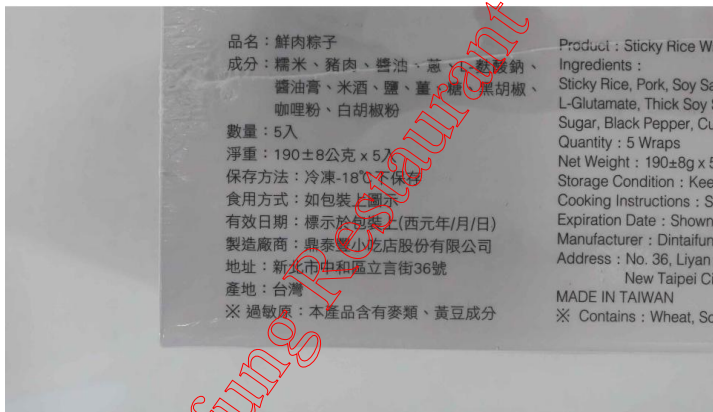 品名：鮮肉粽子
成分：糯米、豬肉、醬油、蔥、L-麩酸鈉、
醬油膏、米酒、鹽、薑、糖、黑胡椒、
咖哩粉、白胡椒粉
數量：5入
淨重：190±8公克 x 5入
保存方法：冷凍-18℃下保存
食用方式：如包裝上圖示
有效日期：標示於包裝上(西元年/月/日)
製造廠商：鼎泰豐小吃店股份有限公司
地址：新北市中和區立言街36號
產地：台灣
※ 過敏原：本產品含有麥類、黃豆成分
Product：Sticky Rice W
Ingredients：
Sticky Rice, Pork, Soy Sa
L-Glutamate, Thick Soy
Sugar, Black Pepper, Cu
Quantity：5 Wraps
Net Weight：190±8g x 5
Storage Condition：Kee
Cooking Instructions：S
Expiration Date：Shown
Manufacturer：Dintaifun
Address：No. 36, Liyan
New Taipei Ci
MADE IN TAIWAN
※ Contains：Wheat, So
fung Restaurant